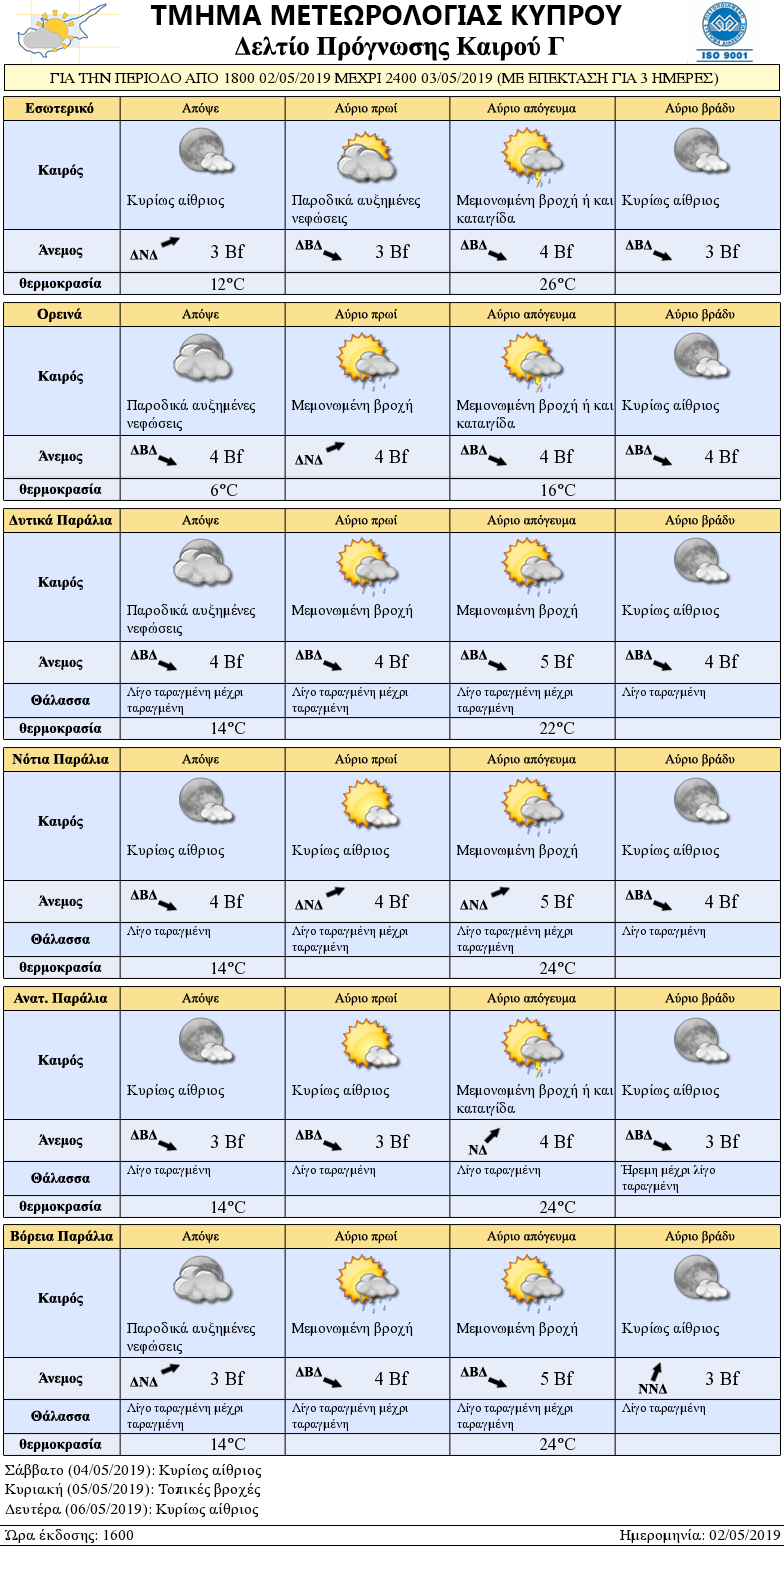 ΤΜΗΜΑ ΜΕΤΕΩΡΟΛΟΓΙΑΣ ΚΥΠΡΟΥ
Δελτίο Πρόγνωσης Καιρού Γ
ISO 9001
ΓΙΑ ΤΗΝ ΠΕΡΙΟΔΟ ΑΠΟ 1800 02/05/2019 ΜΕΧΡΙ 2400 03/05/2019 (ΜΕ ΕΠΕΚΤΑΣΗ ΓΙΑ 3 ΗΜΕΡΕΣ)
Εσωτερικό Απόψε Αύριο πρωί Αύριο απόγευμα Αύριο βράδυ
Καιρός
Κυρίως αίθριος Παροδικά αυξημένες Μεμονωμένη βροχή ή και Κυρίως αίθριος
νεφώσεις καταιγίδα
Άνεμος ΔΝΔ 3 Bf ΔΒΔ 3 Bf ΔΒΔ 4 Bf ΔΒΔ 3 Bf
θερμοκρασία 12°C 26°C
Ορεινά Απόψε Αύριο πρωί Αύριο απόγευμα Αύριο βράδυ
Καιρός
Παροδικά αυξημένες Μεμονωμένη βροχή Μεμονωμένη βροχή ή και Κυρίως αίθριος
νεφώσεις καταιγίδα
Άνεμος ΔΒΔ 4 Bf ΔΝΔ 4 Bf ΔΒΔ 4 Bf ΔΒΔ 4 Bf
θερμοκρασία 6°C 16°C
Δυτικά Παράλια Απόψε Αύριο πρωί Αύριο απόγευμα Αύριο βράδυ
Καιρός
Παροδικά αυξημένες Μεμονωμένη βροχή Μεμονωμένη βροχή Κυρίως αίθριος
νεφώσεις
Άνεμος ΔΒΔ 4 Bf ΔΒΔ 4 Bf ΔΒΔ 5 Bf ΔΒΔ 4 Bf
Θάλασσα Λίγο ταραγμένη μέχρι Λίγο ταραγμένη μέχρι Λίγο ταραγμένη μέχρι Λίγο ταραγμένη
ταραγμένη ταραγμένη ταραγμένη
θερμοκρασία 14°C 22°C
Νότια Παράλια Απόψε Αύριο πρωί Αύριο απόγευμα Αύριο βράδυ
Καιρός
Κυρίως αίθριος Κυρίως αίθριος Μεμονωμένη βροχή Κυρίως αίθριος
Άνεμος ΔΒΔ 4 Bf ΔΝΔ 4 Bf ΔΝΔ 5 Bf ΔΒΔ 4 Bf
Θάλασσα Λίγο ταραγμένη Λίγο ταραγμένη μέχρι Λίγο ταραγμένη μέχρι Λίγο ταραγμένη
ταραγμένη ταραγμένη
θερμοκρασία 14°C 24°C
Ανατ. Παράλια Απόψε Αύριο πρωί Αύριο απόγευμα Αύριο βράδυ
Καιρός
Κυρίως αίθριος Κυρίως αίθριος Μεμονωμένη βροχή ή και Κυρίως αίθριος
καταιγίδα
Άνεμος ΔΒΔ 3 Bf ΔΒΔ 3 Bf ΝΔ 4 Bf ΔΒΔ 3 Bf
Θάλασσα Λίγο ταραγμένη Λίγο ταραγμένη Λίγο ταραγμένη Ήρεμη μέχρι λίγο
ταραγμένη
θερμοκρασία 14°C 24°C
Βόρεια Παράλια Απόψε Αύριο πρωί Αύριο απόγευμα Αύριο βράδυ
Καιρός
Παροδικά αυξημένες Μεμονωμένη βροχή Μεμονωμένη βροχή Κυρίως αίθριος
νεφώσεις
Άνεμος ΔΝΔ 3 Bf ΔΒΔ 4 Bf ΔΒΔ 5 Bf ΝΝΔ 3 Bf
Θάλασσα Λίγο ταραγμένη μέχρι Λίγο ταραγμένη μέχρι Λίγο ταραγμένη μέχρι Λίγο ταραγμένη
ταραγμένη ταραγμένη ταραγμένη
θερμοκρασία 14°C 24°C
Σάββατο (04/05/2019): Κυρίως αίθριος
Κυριακή (05/05/2019): Τοπικές βροχές
Δευτέρα (06/05/2019): Κυρίως αίθριος
Ώρα έκδοσης: 1600 Ημερομηνία: 02/05/2019